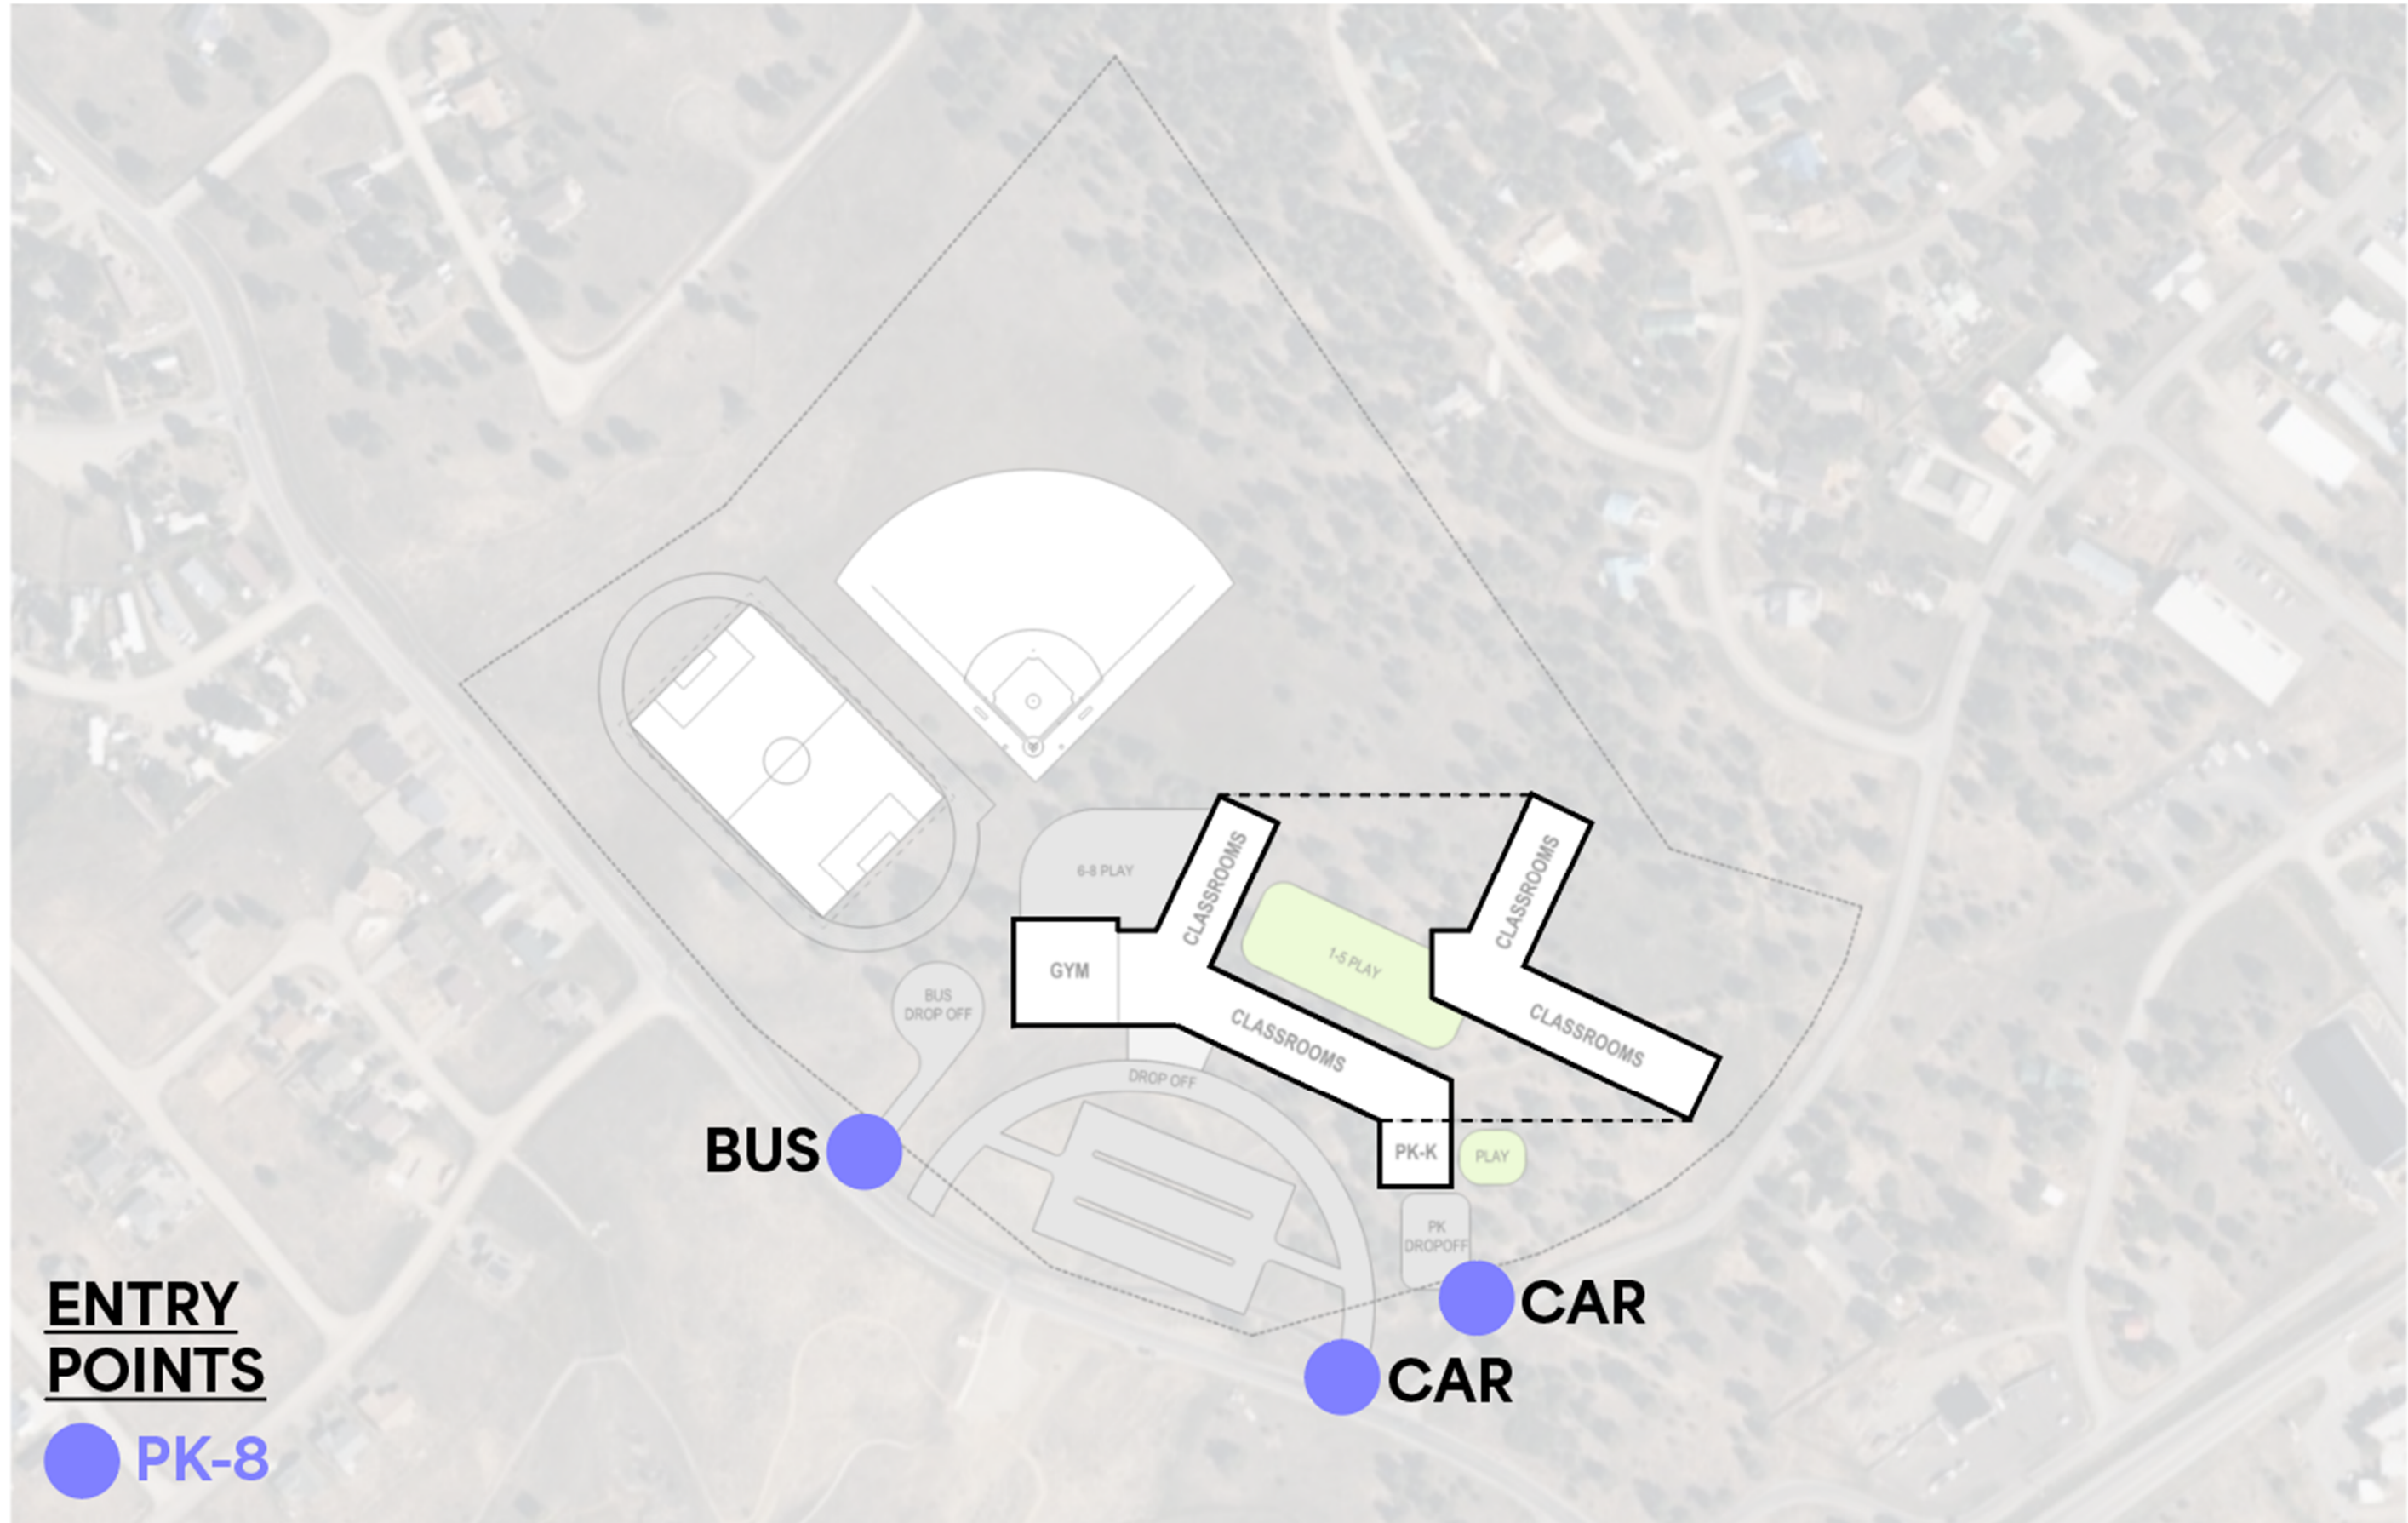 6-8 PLAY
CLASSROOMS
CLASSROOMS
GYM
1-5 PLAY
BUS
DROP OFF
CLASSROOMS
CLASSROOMS
DROP OFF
BUS
PK-K
PLAY
PK
DROPOFF
CAR
CAR
ENTRY
POINTS
PK-8